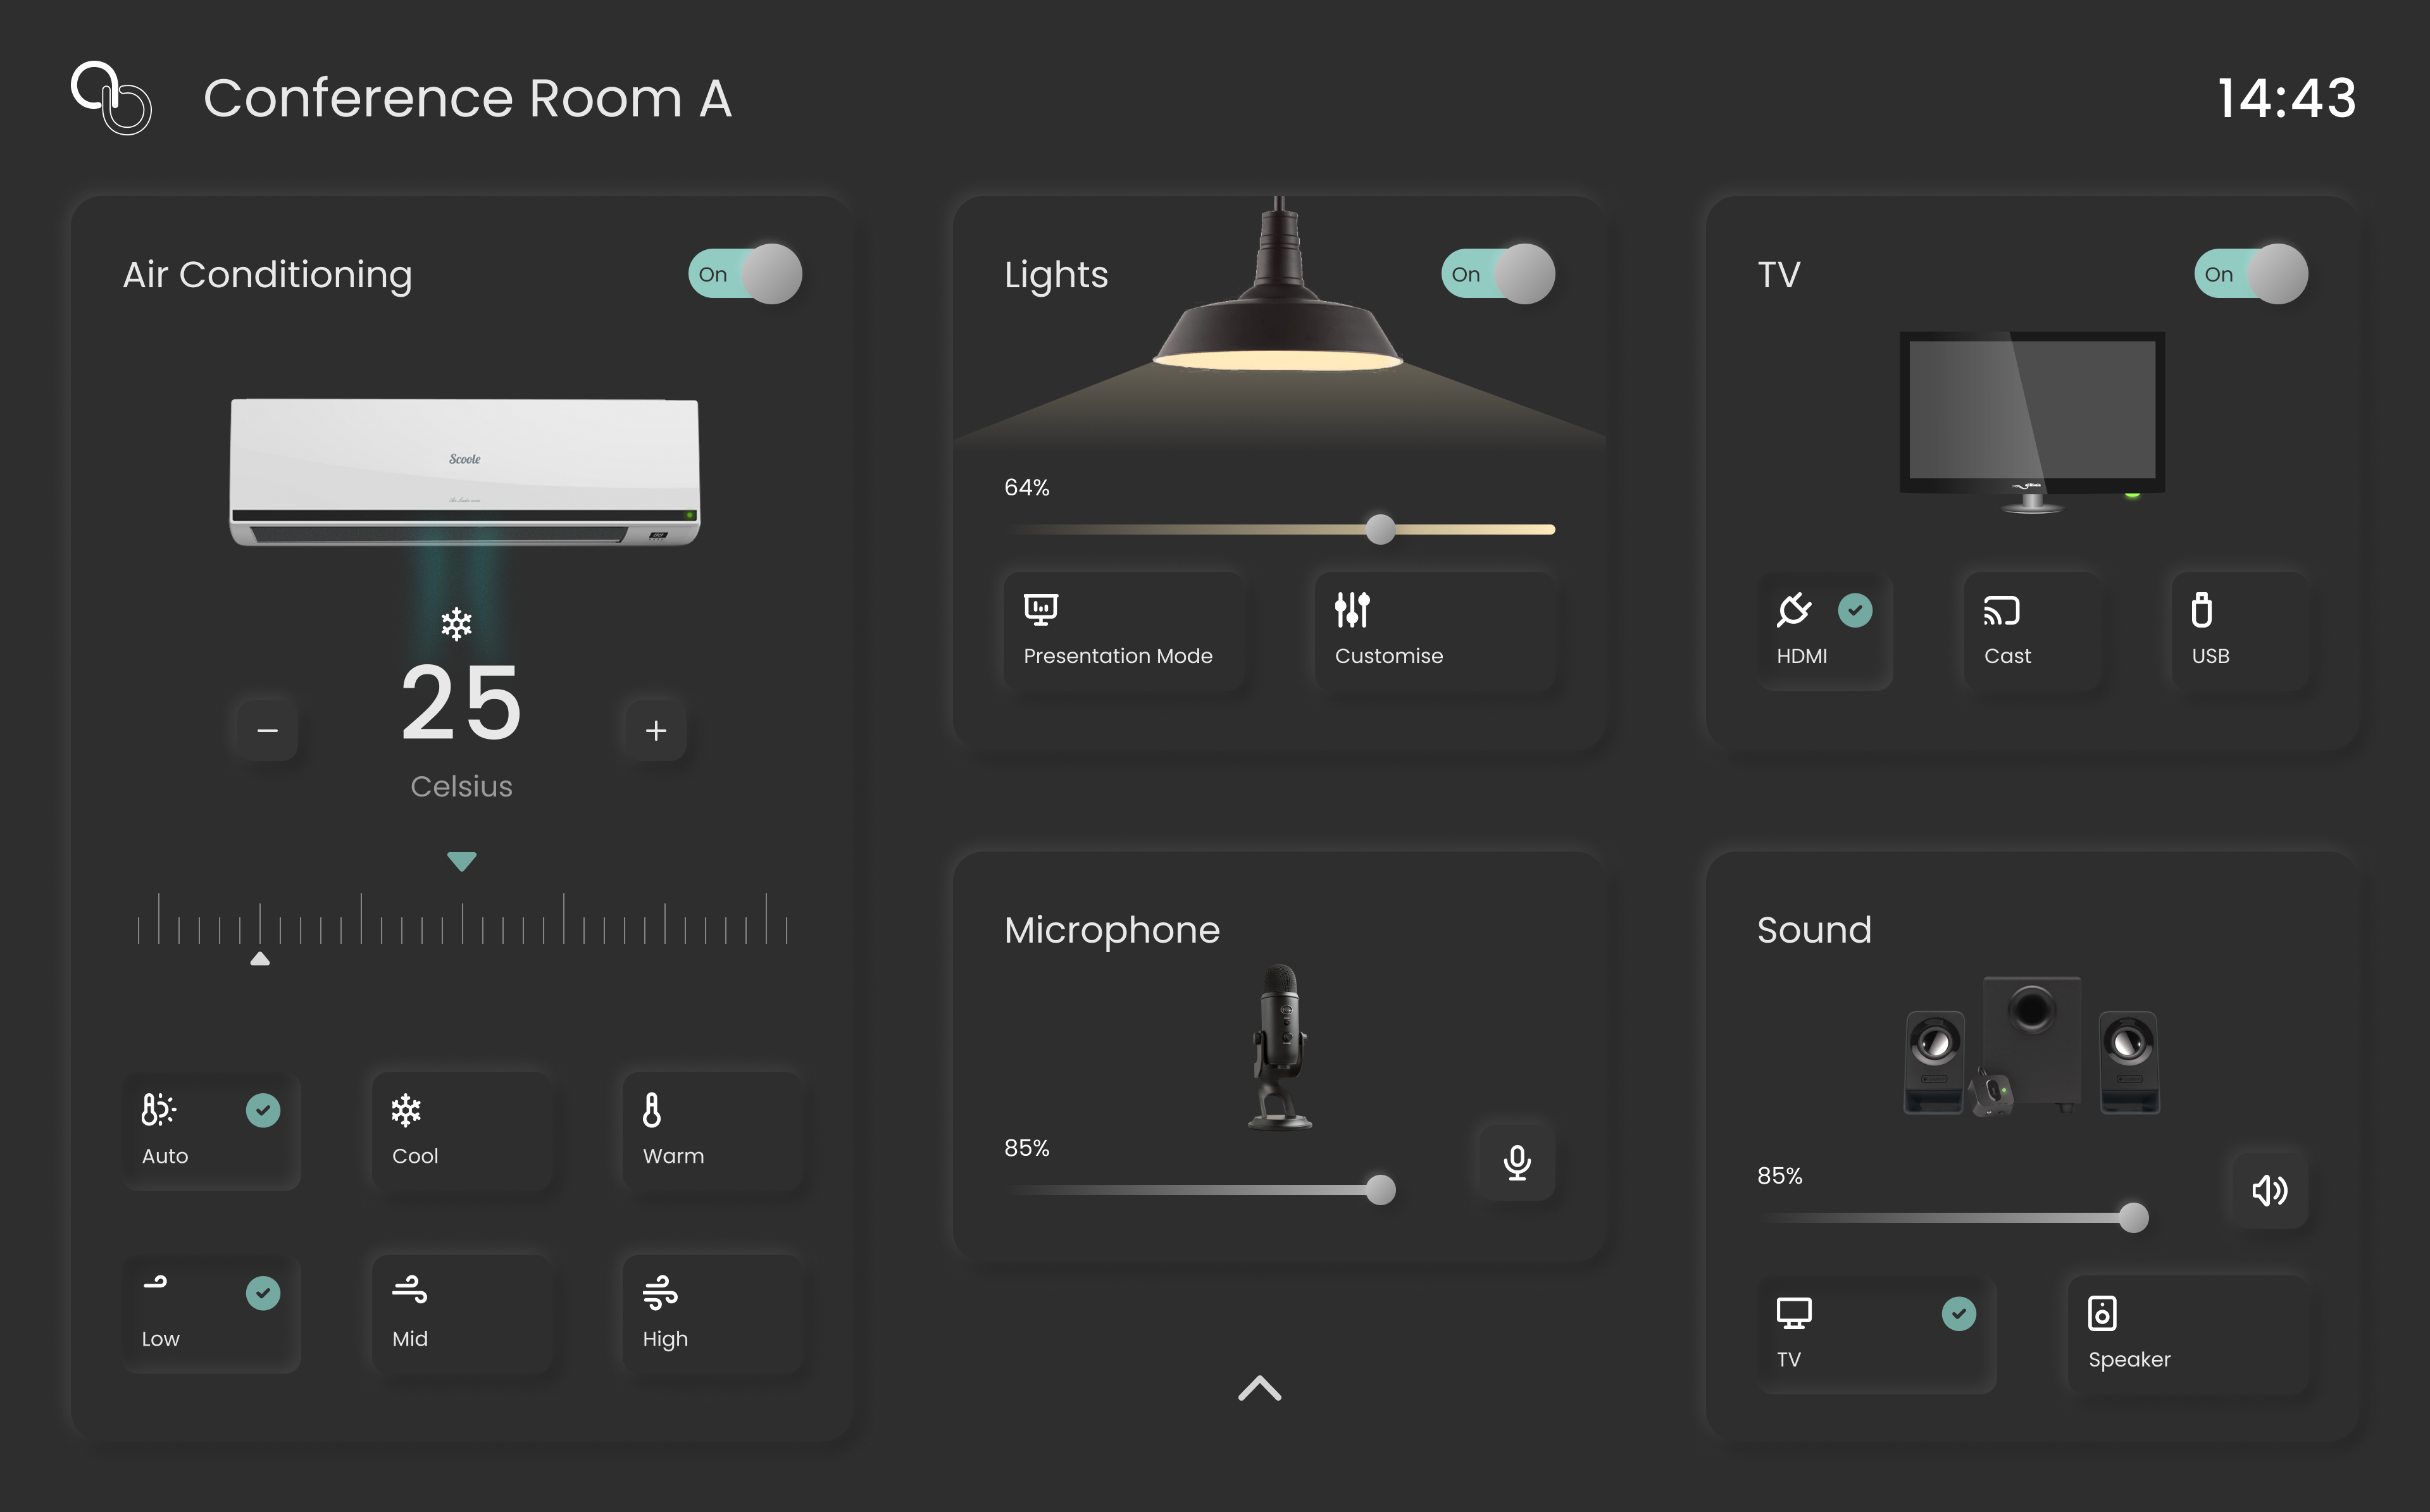 Conference Room A
14:43
Air Conditioning
On
Scoole
25
Celsius
Auto
Cool
Warm
Low
Mid
High
Lights
On
64%
Presentation Mode
Customise
TV
On
HDMI
Cast
USB
Microphone
85%
Sound
85%
TV
Speaker